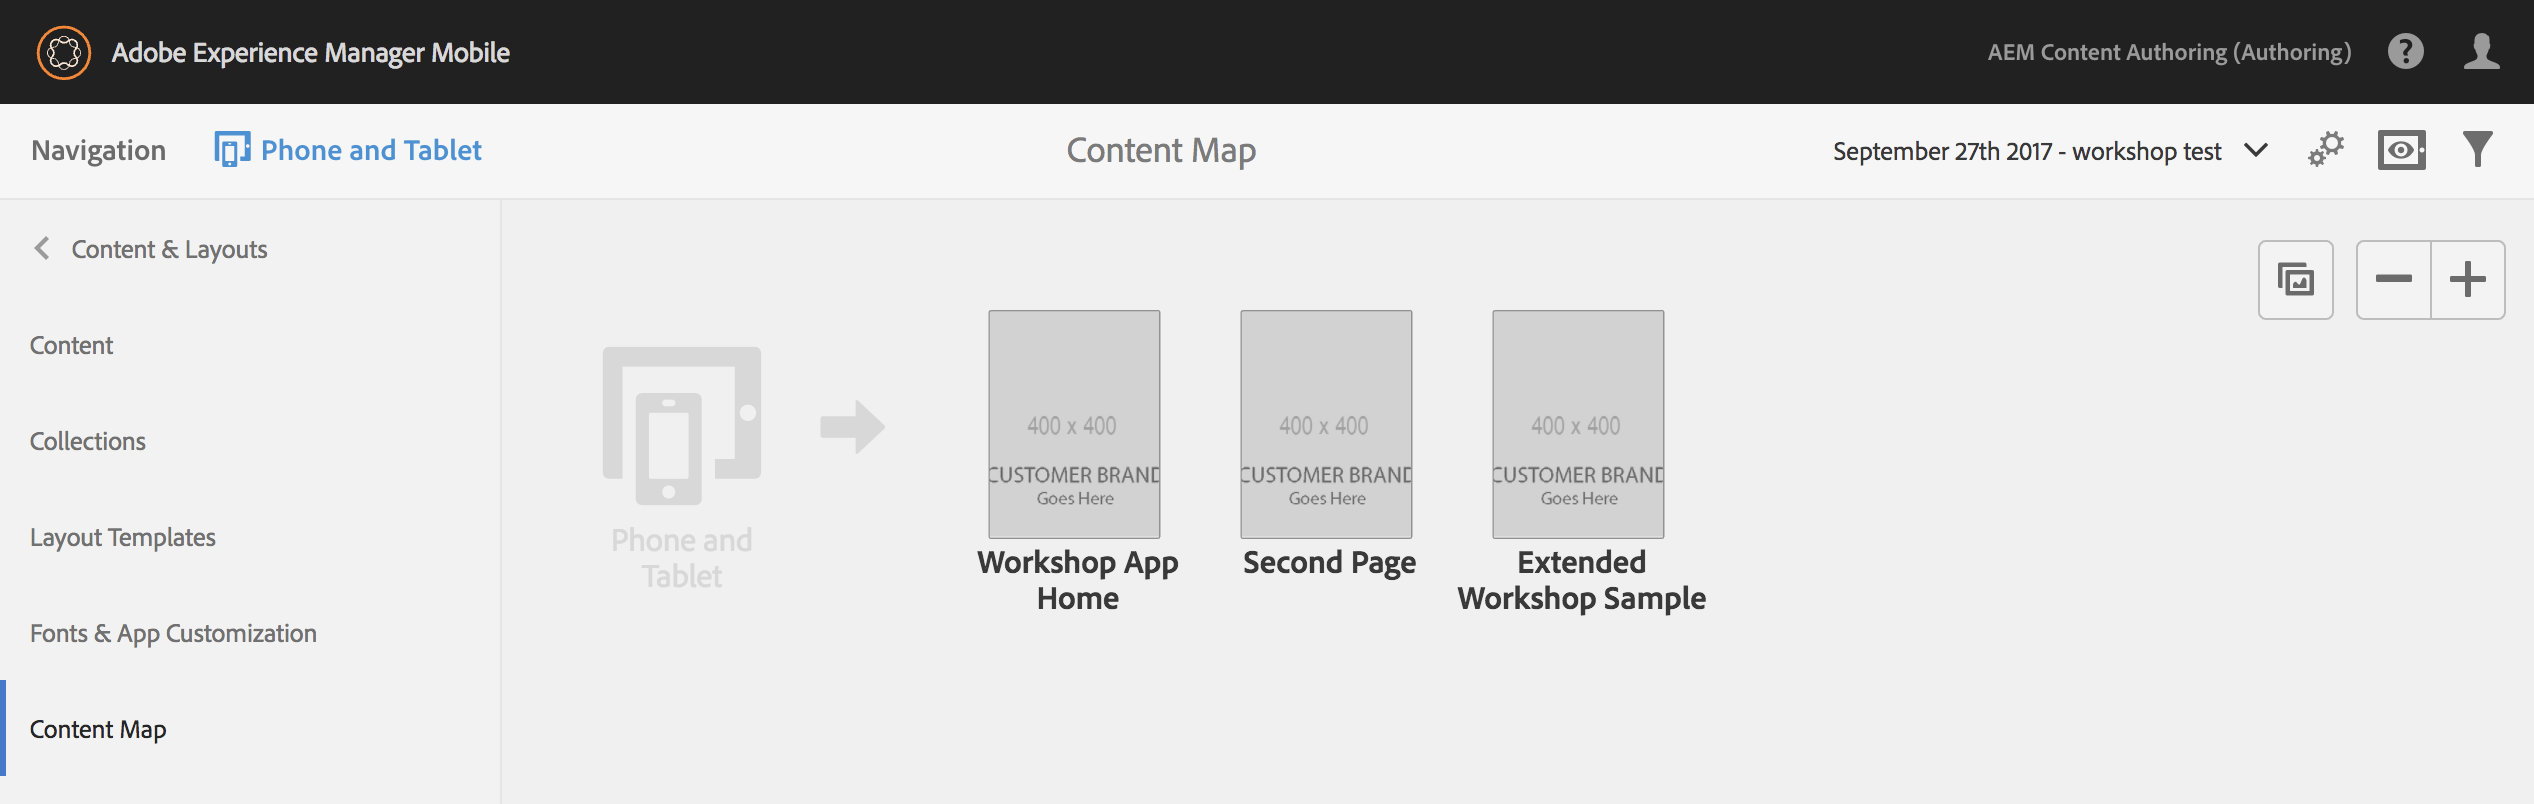 Adobe Experience Manager Mobile
AEM Content Authoring (Authoring)
?
Navigation
Phone and Tablet
Content Map
September 27th 2017 - workshop test
Content & Layouts
Content
Collections
Layout Templates
Fonts & App Customization
Content Map
Phone and
Tablet
400 x 400
CUSTOMER BRAND
Goes Here
Workshop App
Home
400 x 400
CUSTOMER BRAND
Goes Here
Second Page
400 x 400
CUSTOMER BRAND
Goes Here
Extended
Workshop Sample